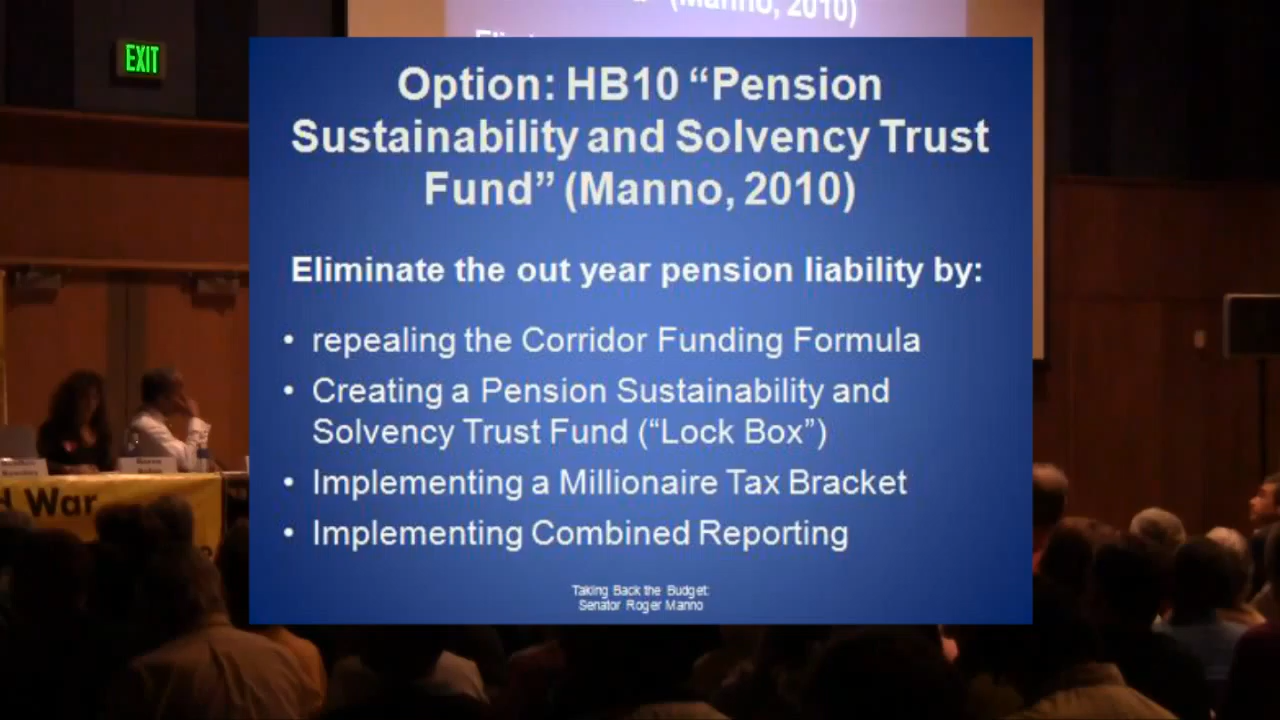 EXIT
(Manno, 2010)
Option: HB10 “Pension
Sustainability and Solvency Trust
Fund” (Manno, 2010)
Eliminate the out year pension liability by:
• repealing the Corridor Funding Formula
• Creating a Pension Sustainability and
Solvency Trust Fund (“Lock Box”)
• Implementing a Millionaire Tax Bracket
• Implementing Combined Reporting
Taking Back the Budget:
Senator Roger Manno
War